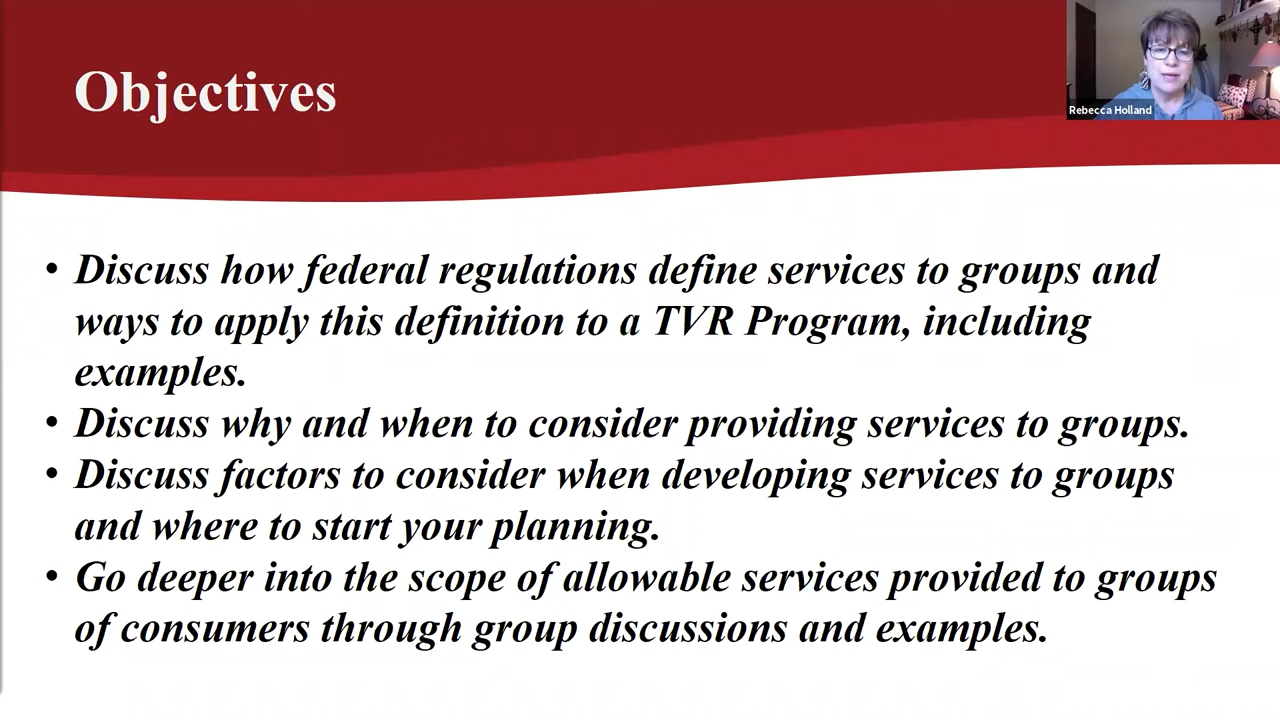 Objectives
Rebecca Holland
• Discuss how federal regulations define services to groups and
ways to apply this definition to a TVR Program, including
examples.
• Discuss why and when to consider providing services to groups.
• Discuss factors to consider when developing services to groups
and where to start your planning.
• Go deeper into the scope of allowable services provided to groups
of consumers through group discussions and examples.